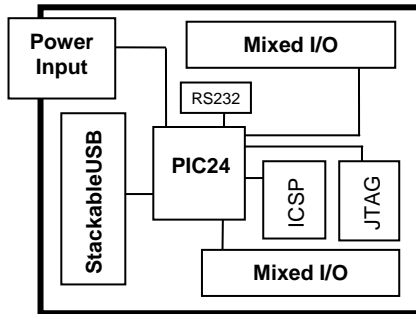 Power
Input
Mixed I/O
RS232
PIC24
StackableUSB
ICSP
JTAG
Mixed I/O